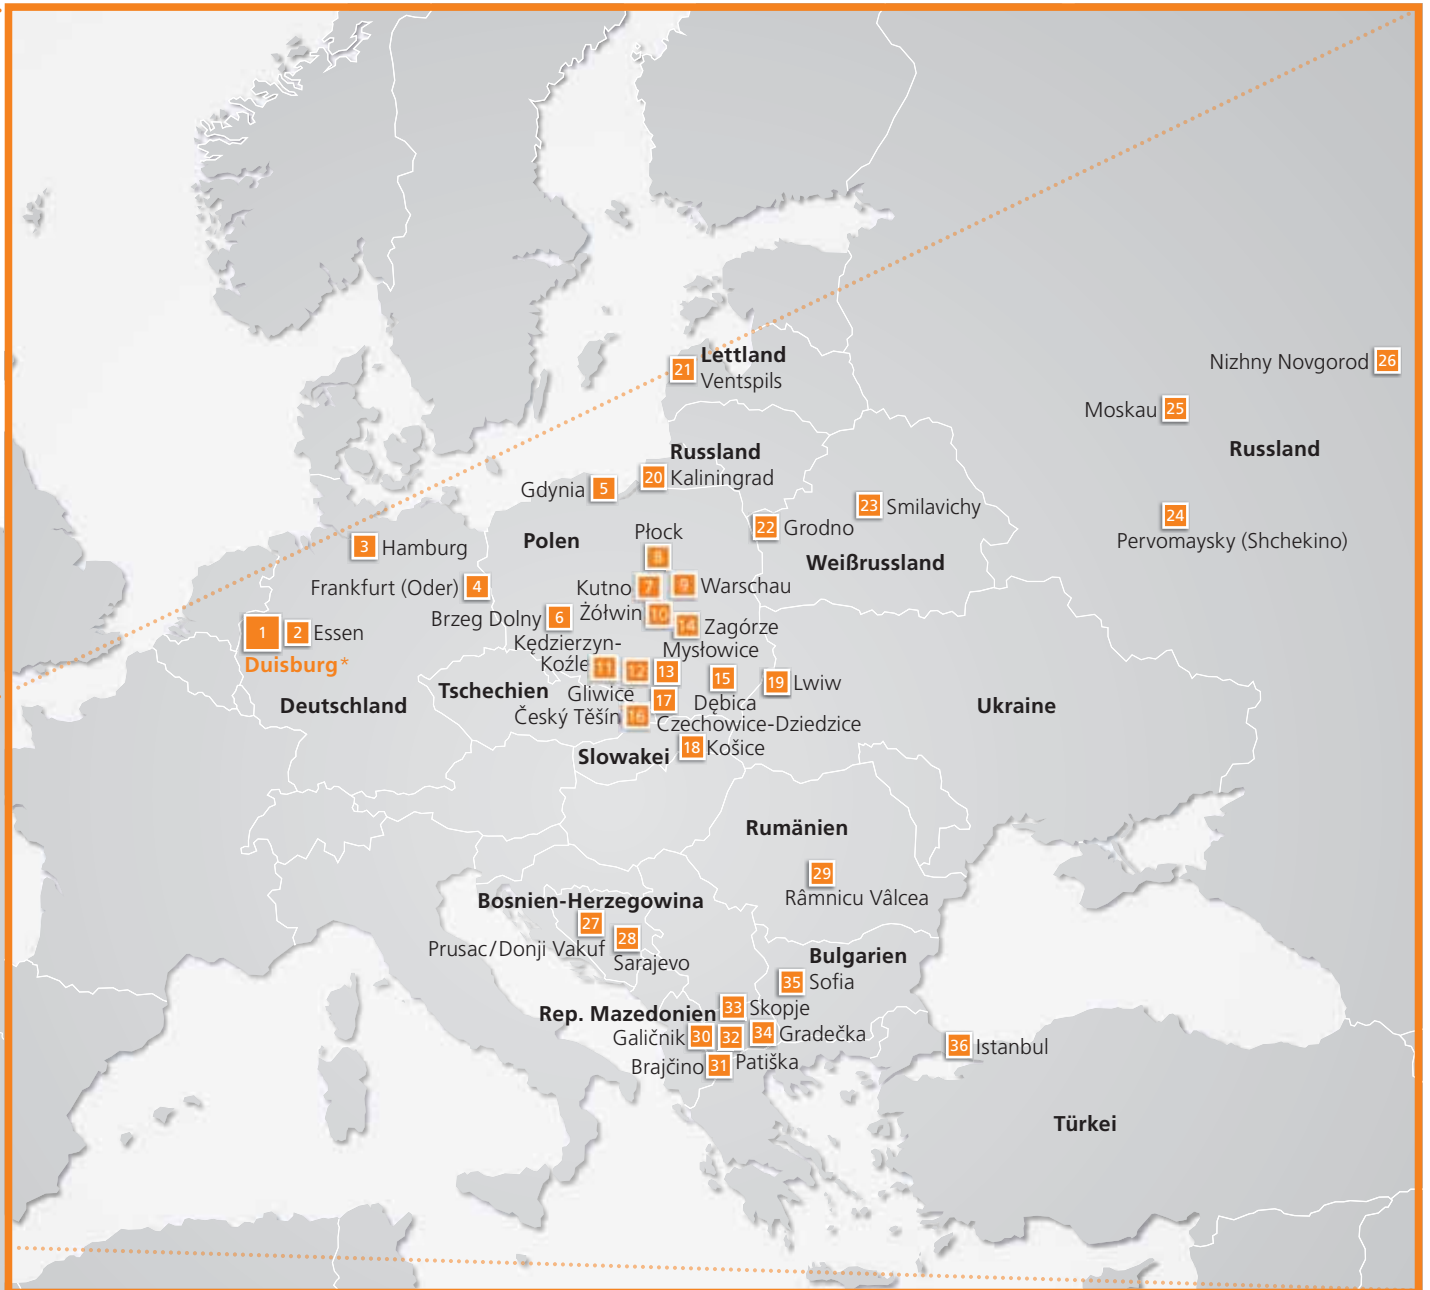 21 Lettland
Ventspils
Nizhny Novgorod 26
Moskau 25
Russland
Russland
20 Kaliningrad
Gdynia 5
23 Smilavichy
24
Pervomaysky (Shchekino)
22 Grodno
Weißrussland
Polen
Płock
8
3 Hamburg
Frankfurt (Oder) 4
Kutno 7
9 Warschau
Brzeg Dolny 6
Żółwin 10
14 Zagórze
1
2 Essen
Duisburg*
Deutschland
Kędzierzyn-
Koźle 11
12
Gliwice
Mysłowice
13
15
Dębica
19 Lwiw
Ukraine
Tschechien
Český Těšín 16
17
Czechowice-Dziedzice
Slowakei
18 Košice
Rumänien
29
Râmnicu Vâlcea
Bosnien-Herzegowina
27
Prusac/Donji Vakuf
28
Sarajevo
Bulgarien
35 Sofia
Rep. Mazedonien
33 Skopje
Galičnik 30
32
Patiška
34 Gradečka
Brajčino 31
36 Istanbul
Türkei